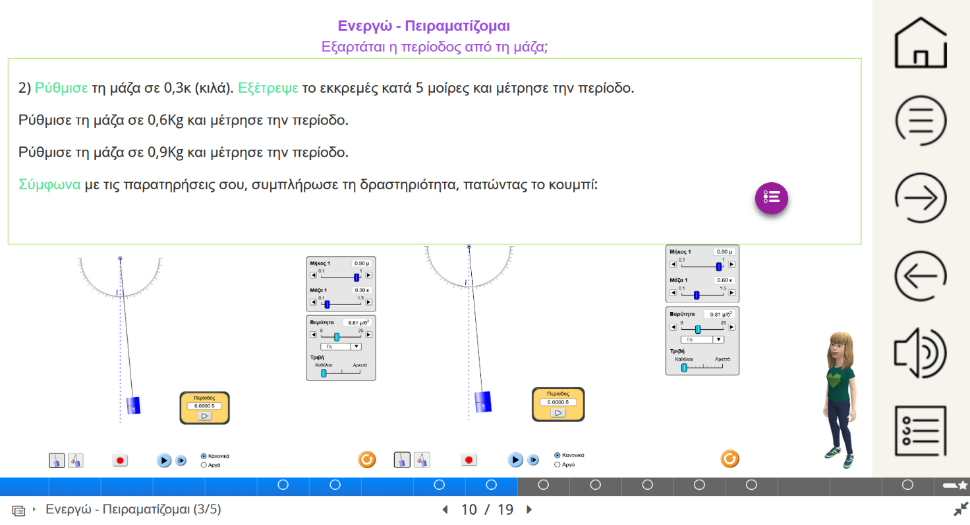 Ενεργώ - Πειραματίζομαι
Εξαρτάται η περίοδος από τη μάζα;
2) Ρύθμισε τη μάζα σε 0,3κ (κιλά). Εξέτρεψε το εκκρεμές κατά 5 μοίρες και μέτρησε την περίοδο.
Ρύθμισε τη μάζα σε 0,6Kg και μέτρησε την περίοδο.
Ρύθμισε τη μάζα σε 0,9Kg και μέτρησε την περίοδο.
Σύμφωνα με τις παρατηρήσεις σου, συμπλήρωσε τη δραστηριότητα, πατώντας το κουμπί:
Μήκος 1 0.90 μ
0.1 1
Μάζα 1 0.30 κ
0.1 1.5
Βαρύτητα 9.81 μ/δ²
0 25
Γη
Τριβή
Καθόλου Αρκετά
Περίοδος
0.0000 δ
Κανονικά
Αργά
Μήκος 1 0.90 μ
0.1 1
Μάζα 1 0.60 κ
0.1 1.5
Βαρύτητα 9.81 μ/δ²
0 25
Γη
Τριβή
Καθόλου Αρκετά
Περίοδος
0.0000 δ
Κανονικά
Αργά
Ενεργώ - Πειραματίζομαι (3/5)
10 / 19